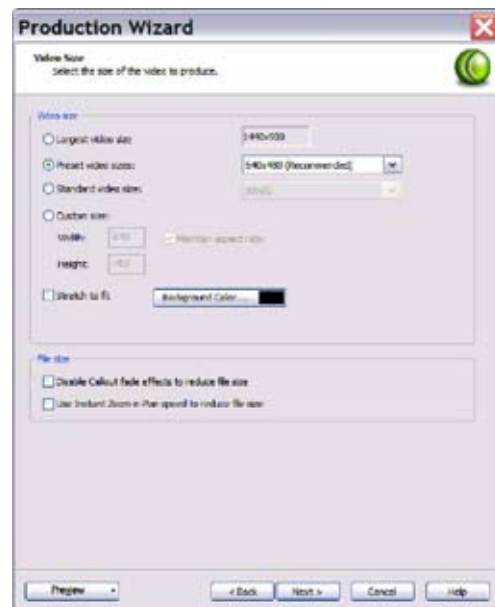 Production Wizard
Video Size
Select the size of the video to produce.
Video size
Largest video size
Preset video sizes:
640x480 (Recommended)
Standard video sizes:
Custom size:
Width:
Maintain aspect ratio
Height:
Stretch to fit
Background Color...
File size
Disable Callout fade effects to reduce file size
Use Instant Zoom-n-Pan speed to reduce file size
Preview
< Back
Next >
Cancel
Help